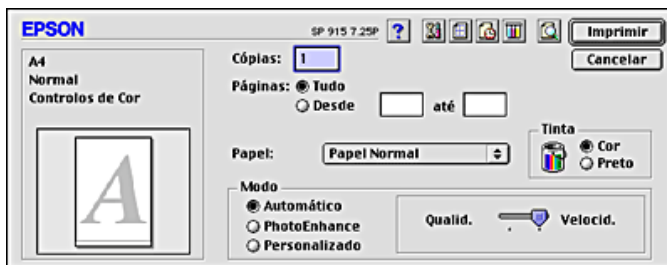 EPSON
SP 915 7.25P ? Imprimir
Cancelar
A4
Normal
Controlos de Cor
A
Cópias: 1
Páginas: Tudo
Desde até
Papel: Papel Normal
Tinta
Cor
Preto
Modo
Automático
PhotoEnhance
Personalizado
Qualid. Velocid.